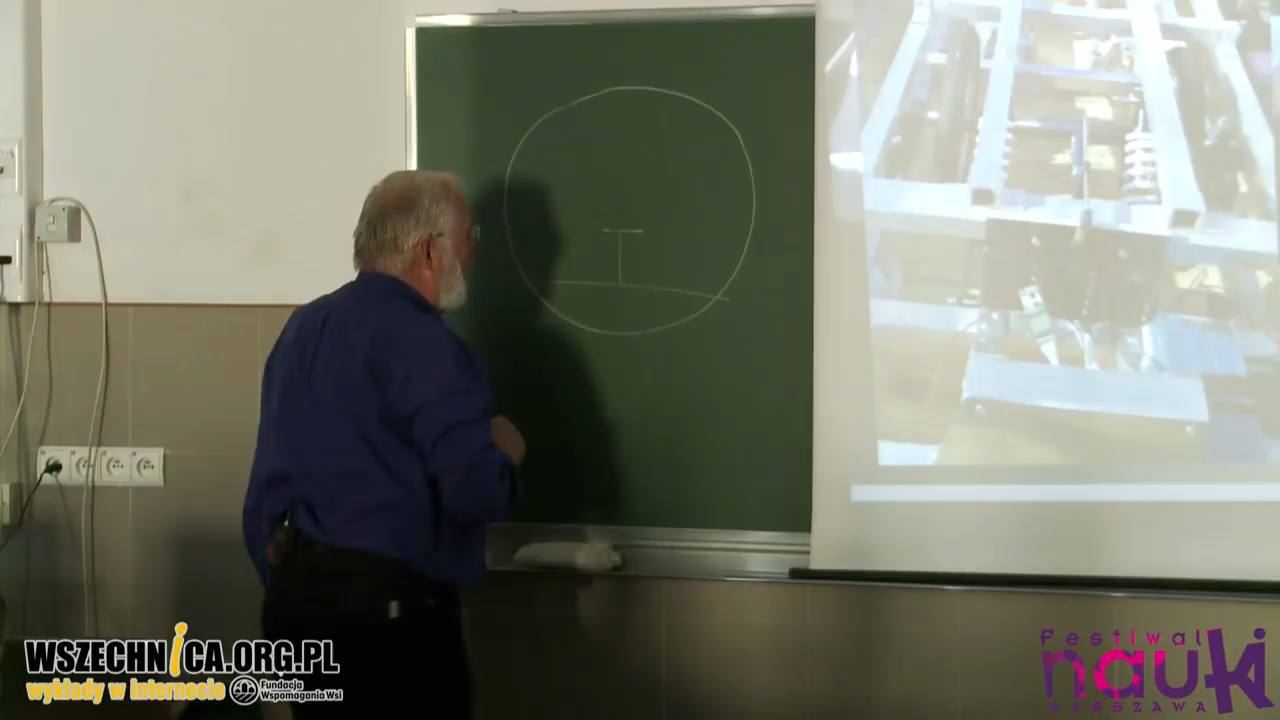 WSZECHNICA.ORG.PL
wykłady w internecie
Fundacja
Wspomagania Wsi
Festiwal
nauki
WARSZAWA